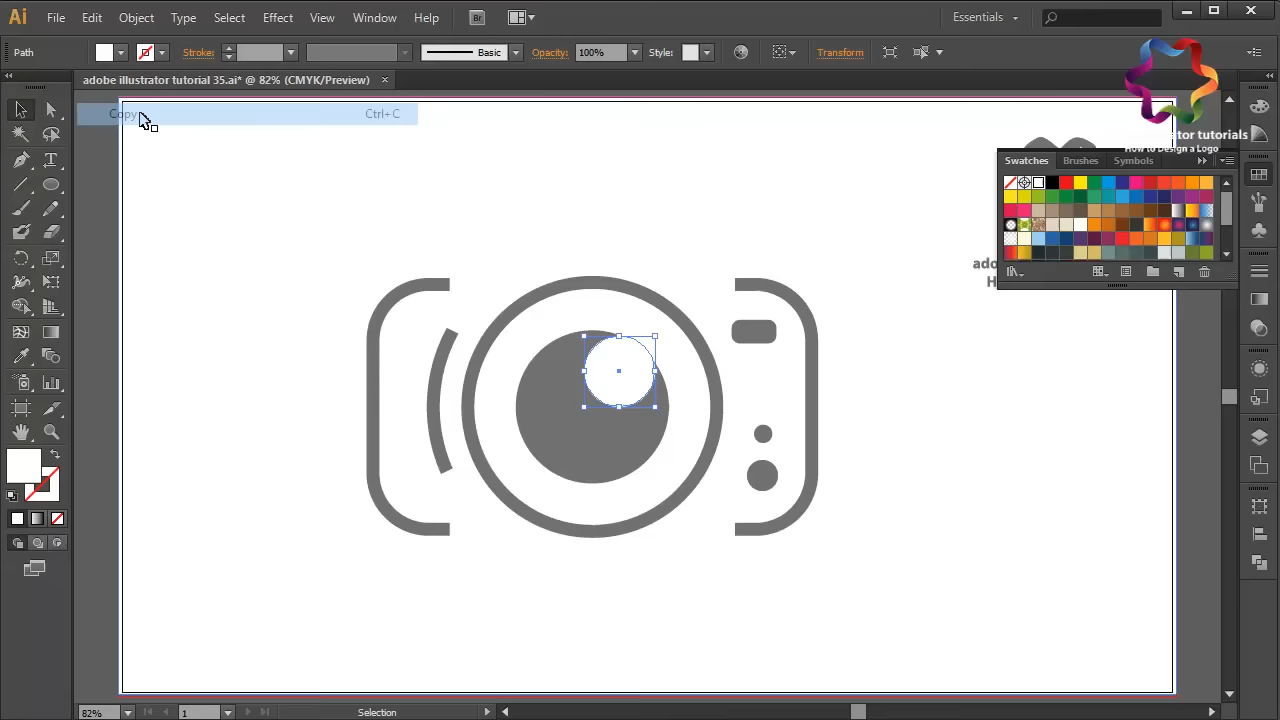 Ai File Edit Object Type Select Effect View Window Help Br Essentials
Path Stroke: Basic Opacity: 100% Style: Transform
adobe illustrator tutorial 35.ai* @ 82% (CMYK/Preview)
Copy Ctrl+C
tutorials
How to Design a Logo
Swatches Brushes Symbols
T
82% 1 Selection